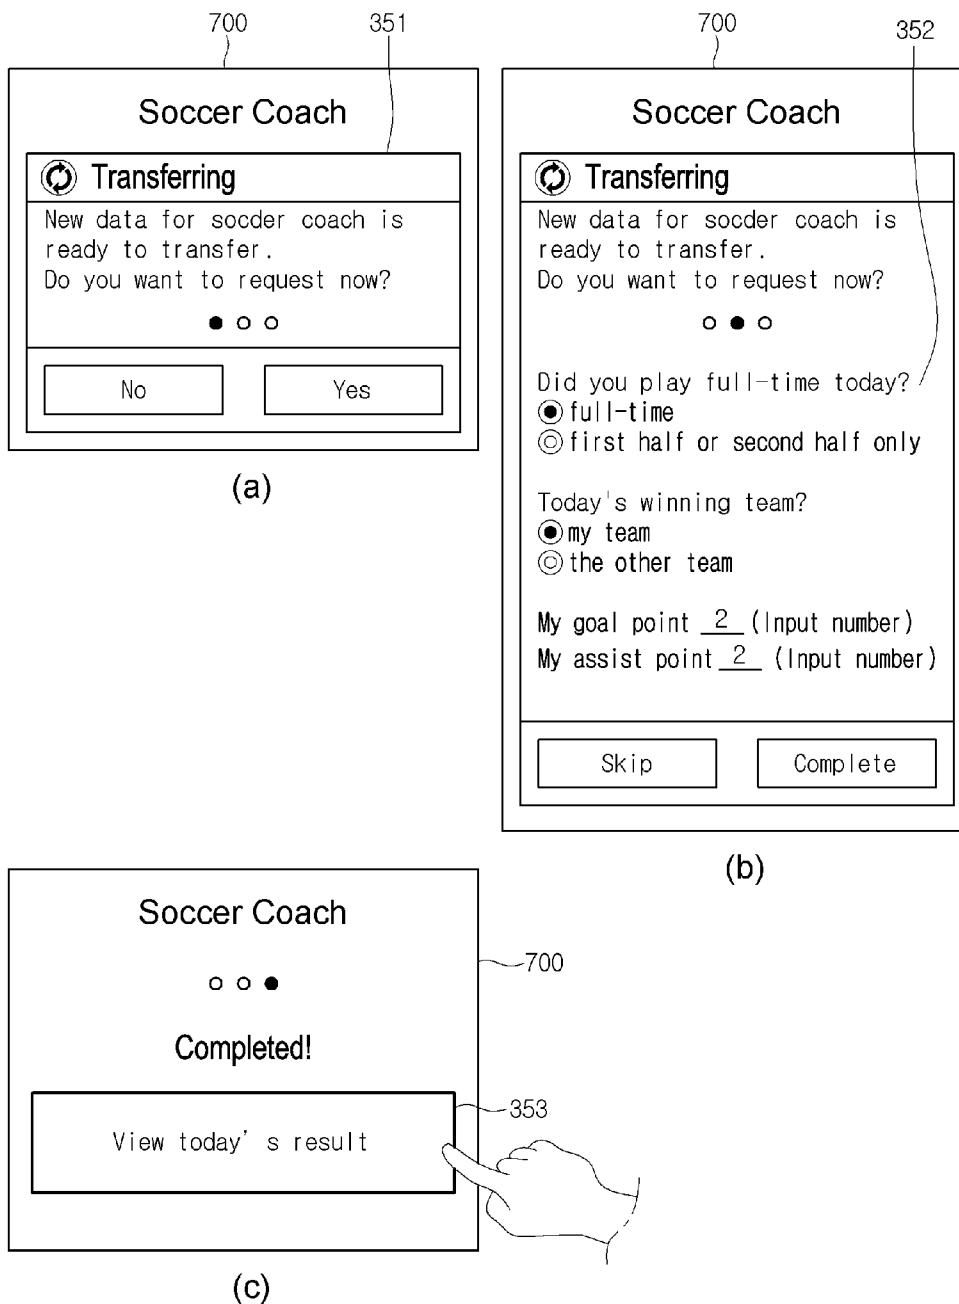 700
351
Soccer Coach
Transferring
New data for socder coach is
ready to transfer.
Do you want to request now?
No
Yes
(a)
700
352
Soccer Coach
Transferring
New data for socder coach is
ready to transfer.
Do you want to request now?
Did you play full-time today?
full-time
first half or second half only
Today's winning team?
my team
the other team
My goal point 2 (Input number)
My assist point 2 (Input number)
Skip
Complete
(b)
Soccer Coach
700
Completed!
353
View today' s result
(c)